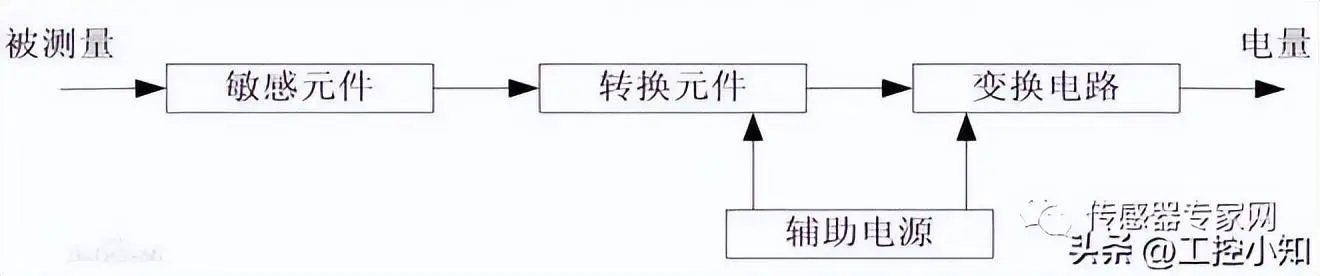 被测量
电量
敏感元件
转换元件
变换电路
辅助电源
传感器专家网
头条 @工控小知